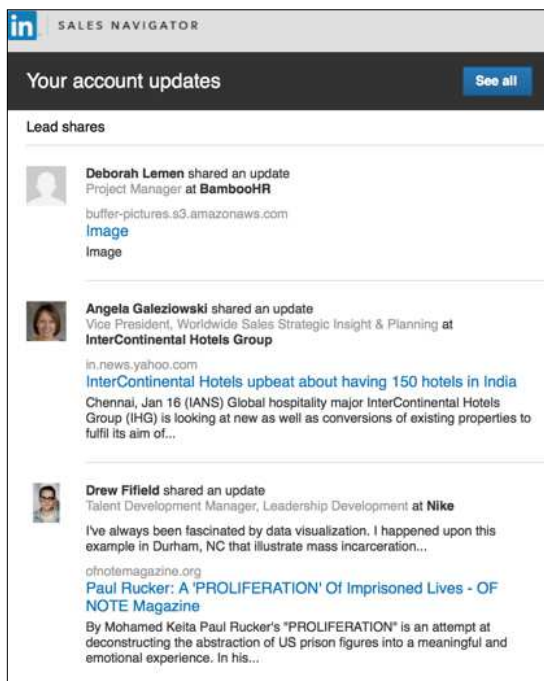 in SALES NAVIGATOR
Your account updates
See all
Lead shares
Deborah Lemen shared an update
Project Manager at BambooHR
buffer-pictures.s3.amazonaws.com
Image
Image
Angela Galeziowski shared an update
Vice President, Worldwide Sales Strategic Insight & Planning at
InterContinental Hotels Group
in.news.yahoo.com
InterContinental Hotels upbeat about having 150 hotels in India
Chennai, Jan 16 (IANS) Global hospitality major InterContinental Hotels
Group (IHG) is looking at new as well as conversions of existing properties to
fulfil its aim of...
Drew Fifield shared an update
Talent Development Manager, Leadership Development at Nike
I've always been fascinated by data visualization. I happened upon this
example in Durham, NC that illustrate mass incarceration...
ofnotemagazine.org
Paul Rucker: A 'PROLIFERATION' Of Imprisoned Lives - OF
NOTE Magazine
By Mohamed Keita Paul Rucker's "PROLIFERATION" is an attempt at
deconstructing the abstraction of US prison figures into a meaningful and
emotional experience. In his...